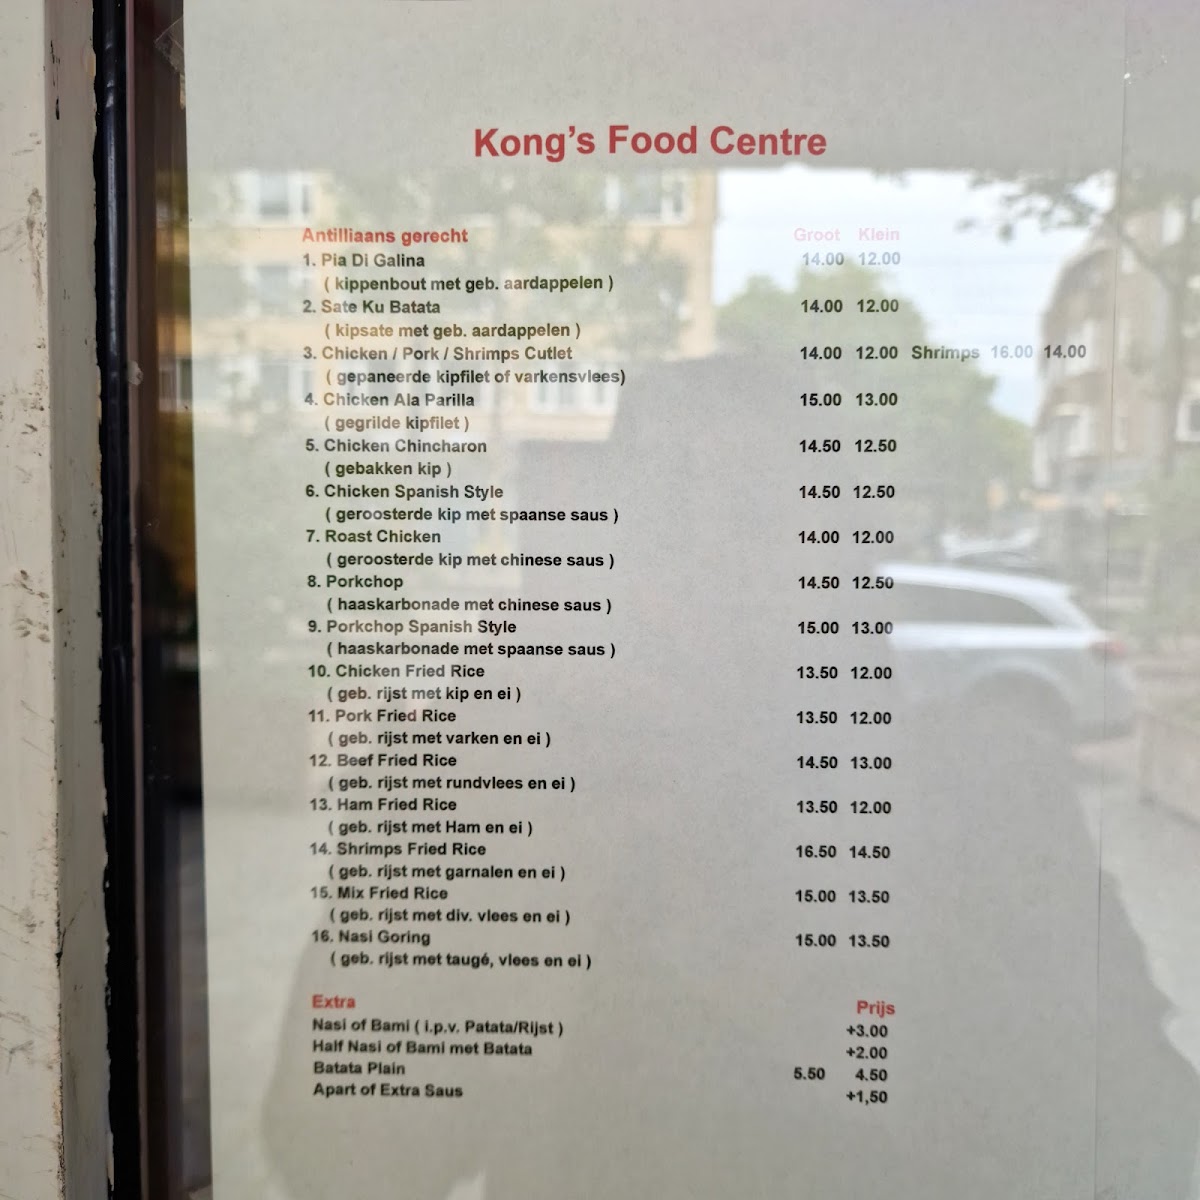 Kong's Food Centre
Antilliaans gerecht Groot Klein
1. Pia Di Galina 14.00 12.00
( kippenbout met geb. aardappelen )
2. Sate Ku Batata 14.00 12.00
( kipsate met geb. aardappelen )
3. Chicken / Pork / Shrimps Cutlet 14.00 12.00 Shrimps 16.00 14.00
( gepaneerde kipfilet of varkensvlees)
4. Chicken Ala Parilla 15.00 13.00
( gegrilde kipfilet )
5. Chicken Chincharon 14.50 12.50
( gebakken kip )
6. Chicken Spanish Style 14.50 12.50
( geroosterde kip met spaanse saus )
7. Roast Chicken 14.00 12.00
( geroosterde kip met chinese saus )
8. Porkchop 14.50 12.50
( haaskarbonade met chinese saus )
9. Porkchop Spanish Style 15.00 13.00
( haaskarbonade met spaanse saus )
10. Chicken Fried Rice 13.50 12.00
( geb. rijst met kip en ei )
11. Pork Fried Rice 13.50 12.00
( geb. rijst met varken en ei )
12. Beef Fried Rice 14.50 13.00
( geb. rijst met rundvlees en ei )
13. Ham Fried Rice 13.50 12.00
( geb. rijst met Ham en ei )
14. Shrimps Fried Rice 16.50 14.50
( geb. rijst met garnalen en ei )
15. Mix Fried Rice 15.00 13.50
( geb. rijst met div. vlees en ei )
16. Nasi Goring 15.00 13.50
( geb. rijst met taugé, vlees en ei )
Extra Prijs
Nasi of Bami ( i.p.v. Patata/Rijst ) +3.00
Half Nasi of Bami met Batata +2.00
Batata Plain 5.50 4.50
Apart of Extra Saus +1,50